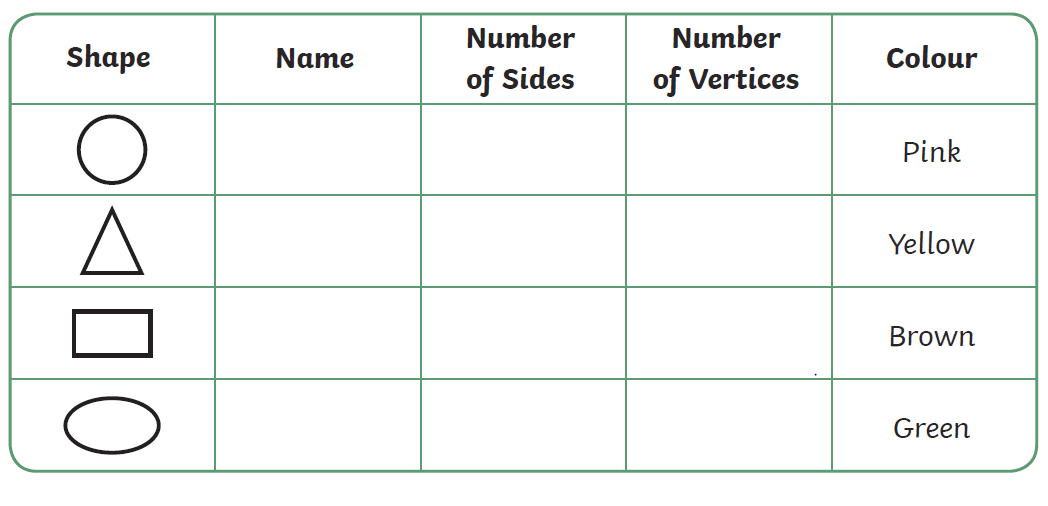 Shape
Name
Number
of Sides
Number
of Vertices
Colour
Pink
Yellow
Brown
Green